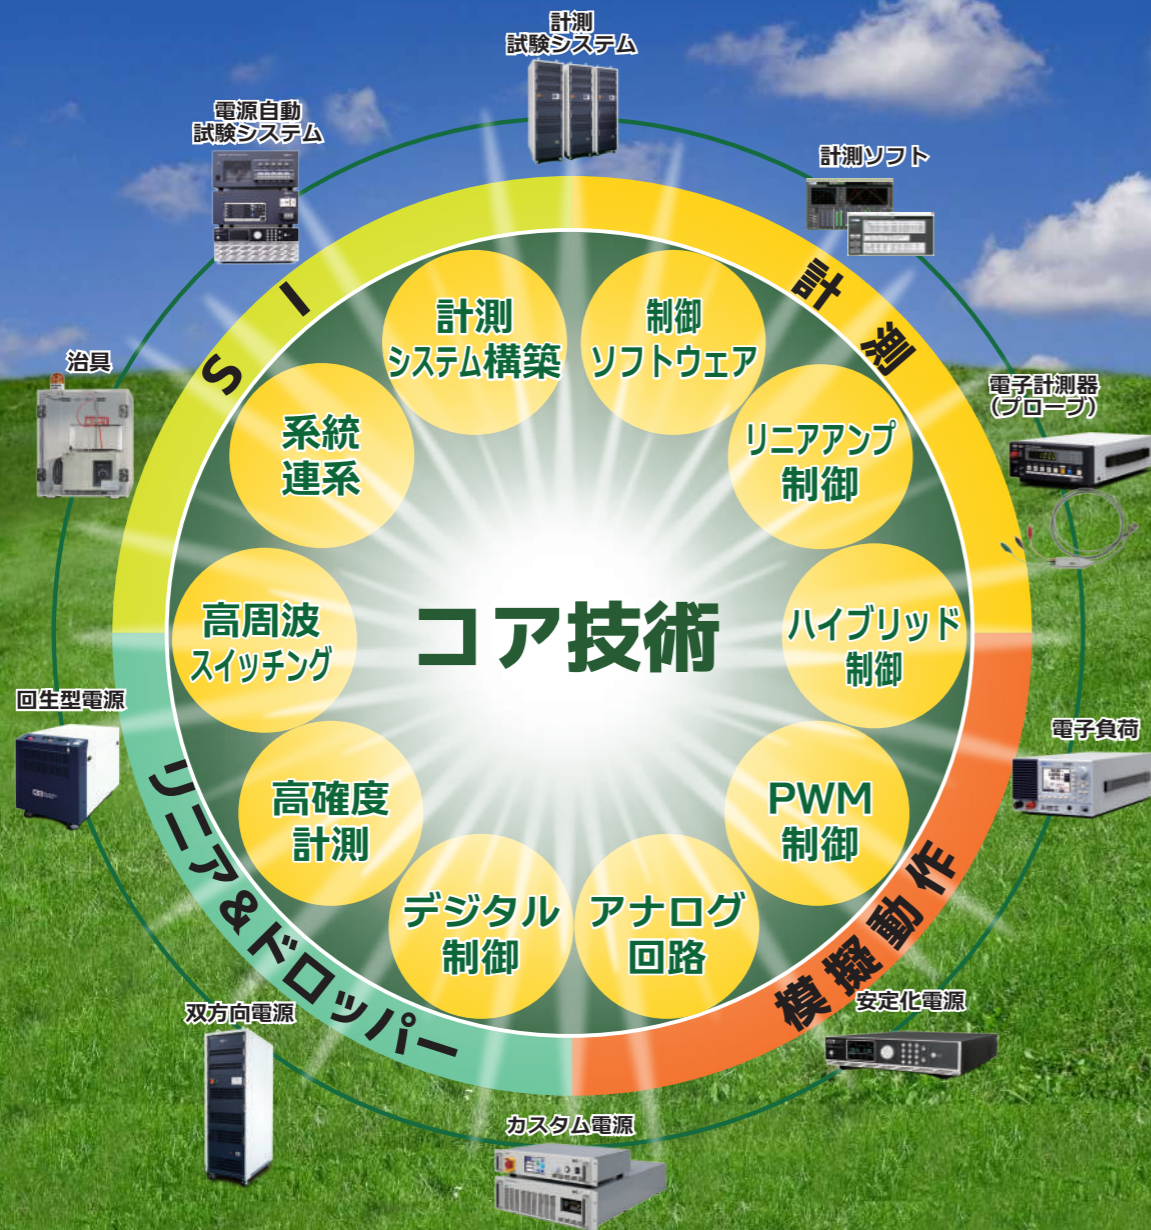 計測
試験システム
電源自動
試験システム
計測ソフト
SI
計測
計測
システム構築
制御
ソフトウェア
治具
系統
連系
リニアアンプ
制御
電子計測器
（プローブ）
高周波
スイッチング
コア技術
ハイブリッド
制御
回生型電源
電子負荷
高確度
計測
PWM
制御
リニア&ドロッパー
デジタル
制御
アナログ
回路
模擬動作
双方向電源
安定化電源
カスタム電源